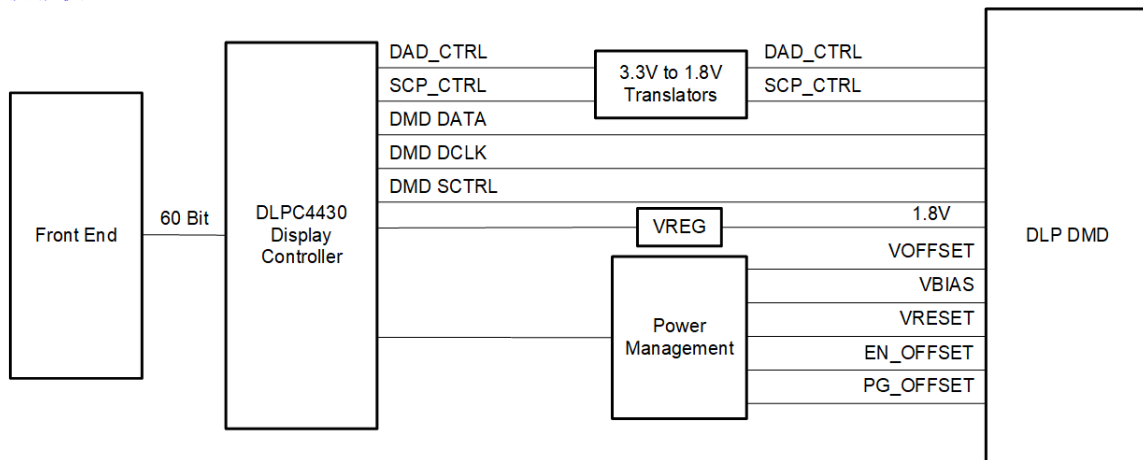 Front End
60 Bit
DLPC4430
Display
Controller
DAD_CTRL
SCP_CTRL
DMD DATA
DMD DCLK
DMD SCTRL
3.3V to 1.8V
Translators
DAD_CTRL
SCP_CTRL
VREG
1.8V
Power
Management
VOFFSET
VBIAS
VRESET
EN_OFFSET
PG_OFFSET
DLP DMD